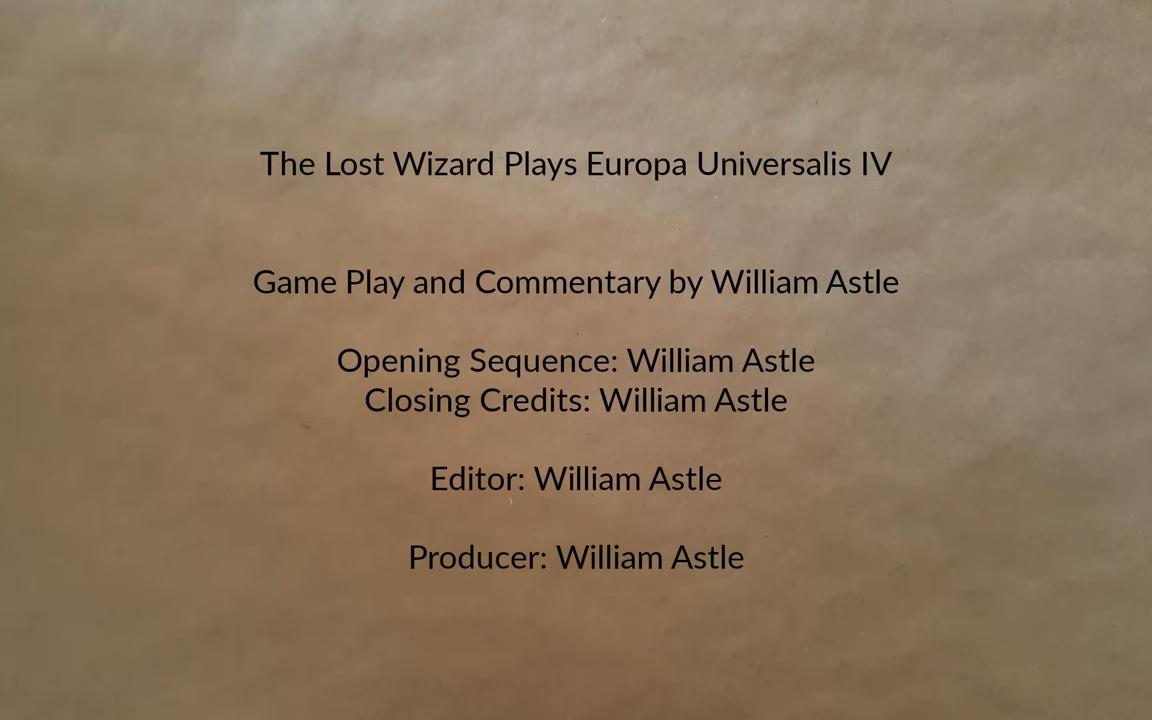 The Lost Wizard Plays Europa Universalis IV
Game Play and Commentary by William Astle
Opening Sequence: William Astle
Closing Credits: William Astle
Editor: William Astle
Producer: William Astle